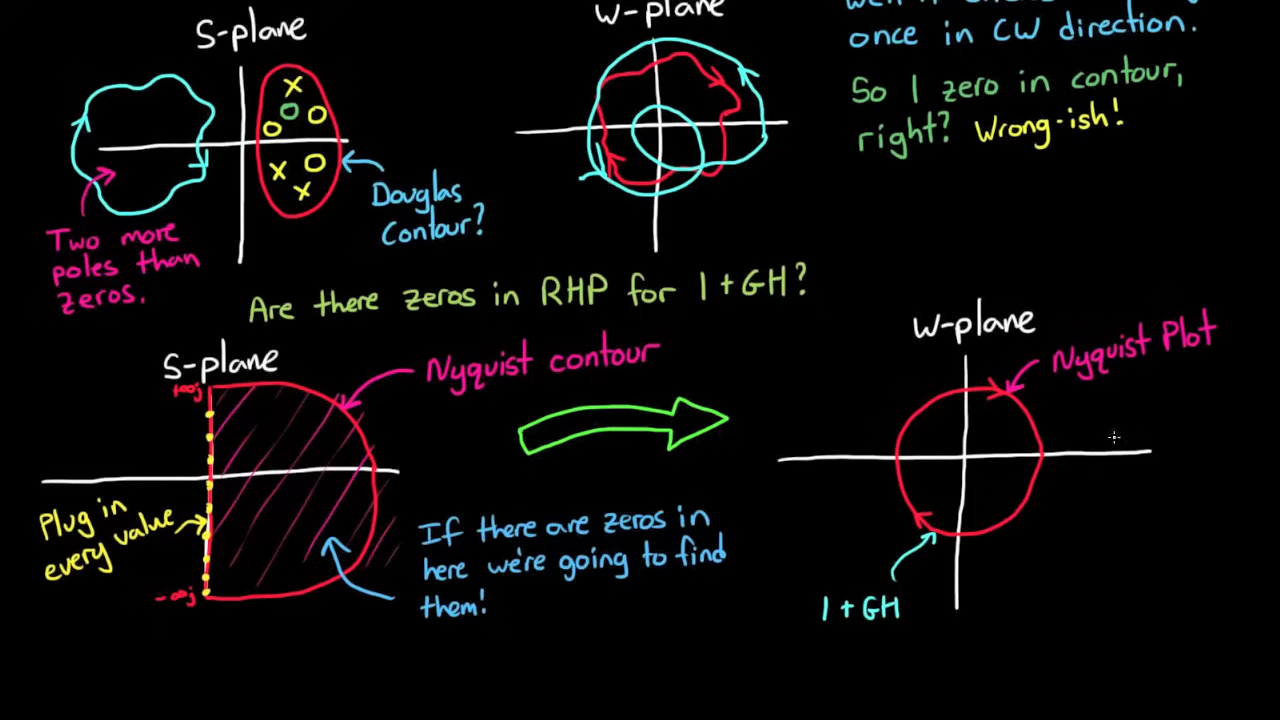 S-plane
W-plane
once in CW direction.
So 1 zero in contour,
right? Wrong-ish!
x
x
x
Douglas
Contour?
Two more
poles than
zeros.
Are there zeros in RHP for 1+GH?
S-plane
+∞j
Nyquist contour
W-plane
Nyquist Plot
Plug in
every value
-∞j
If there are zeros in
here we're going to find
them!
1+GH